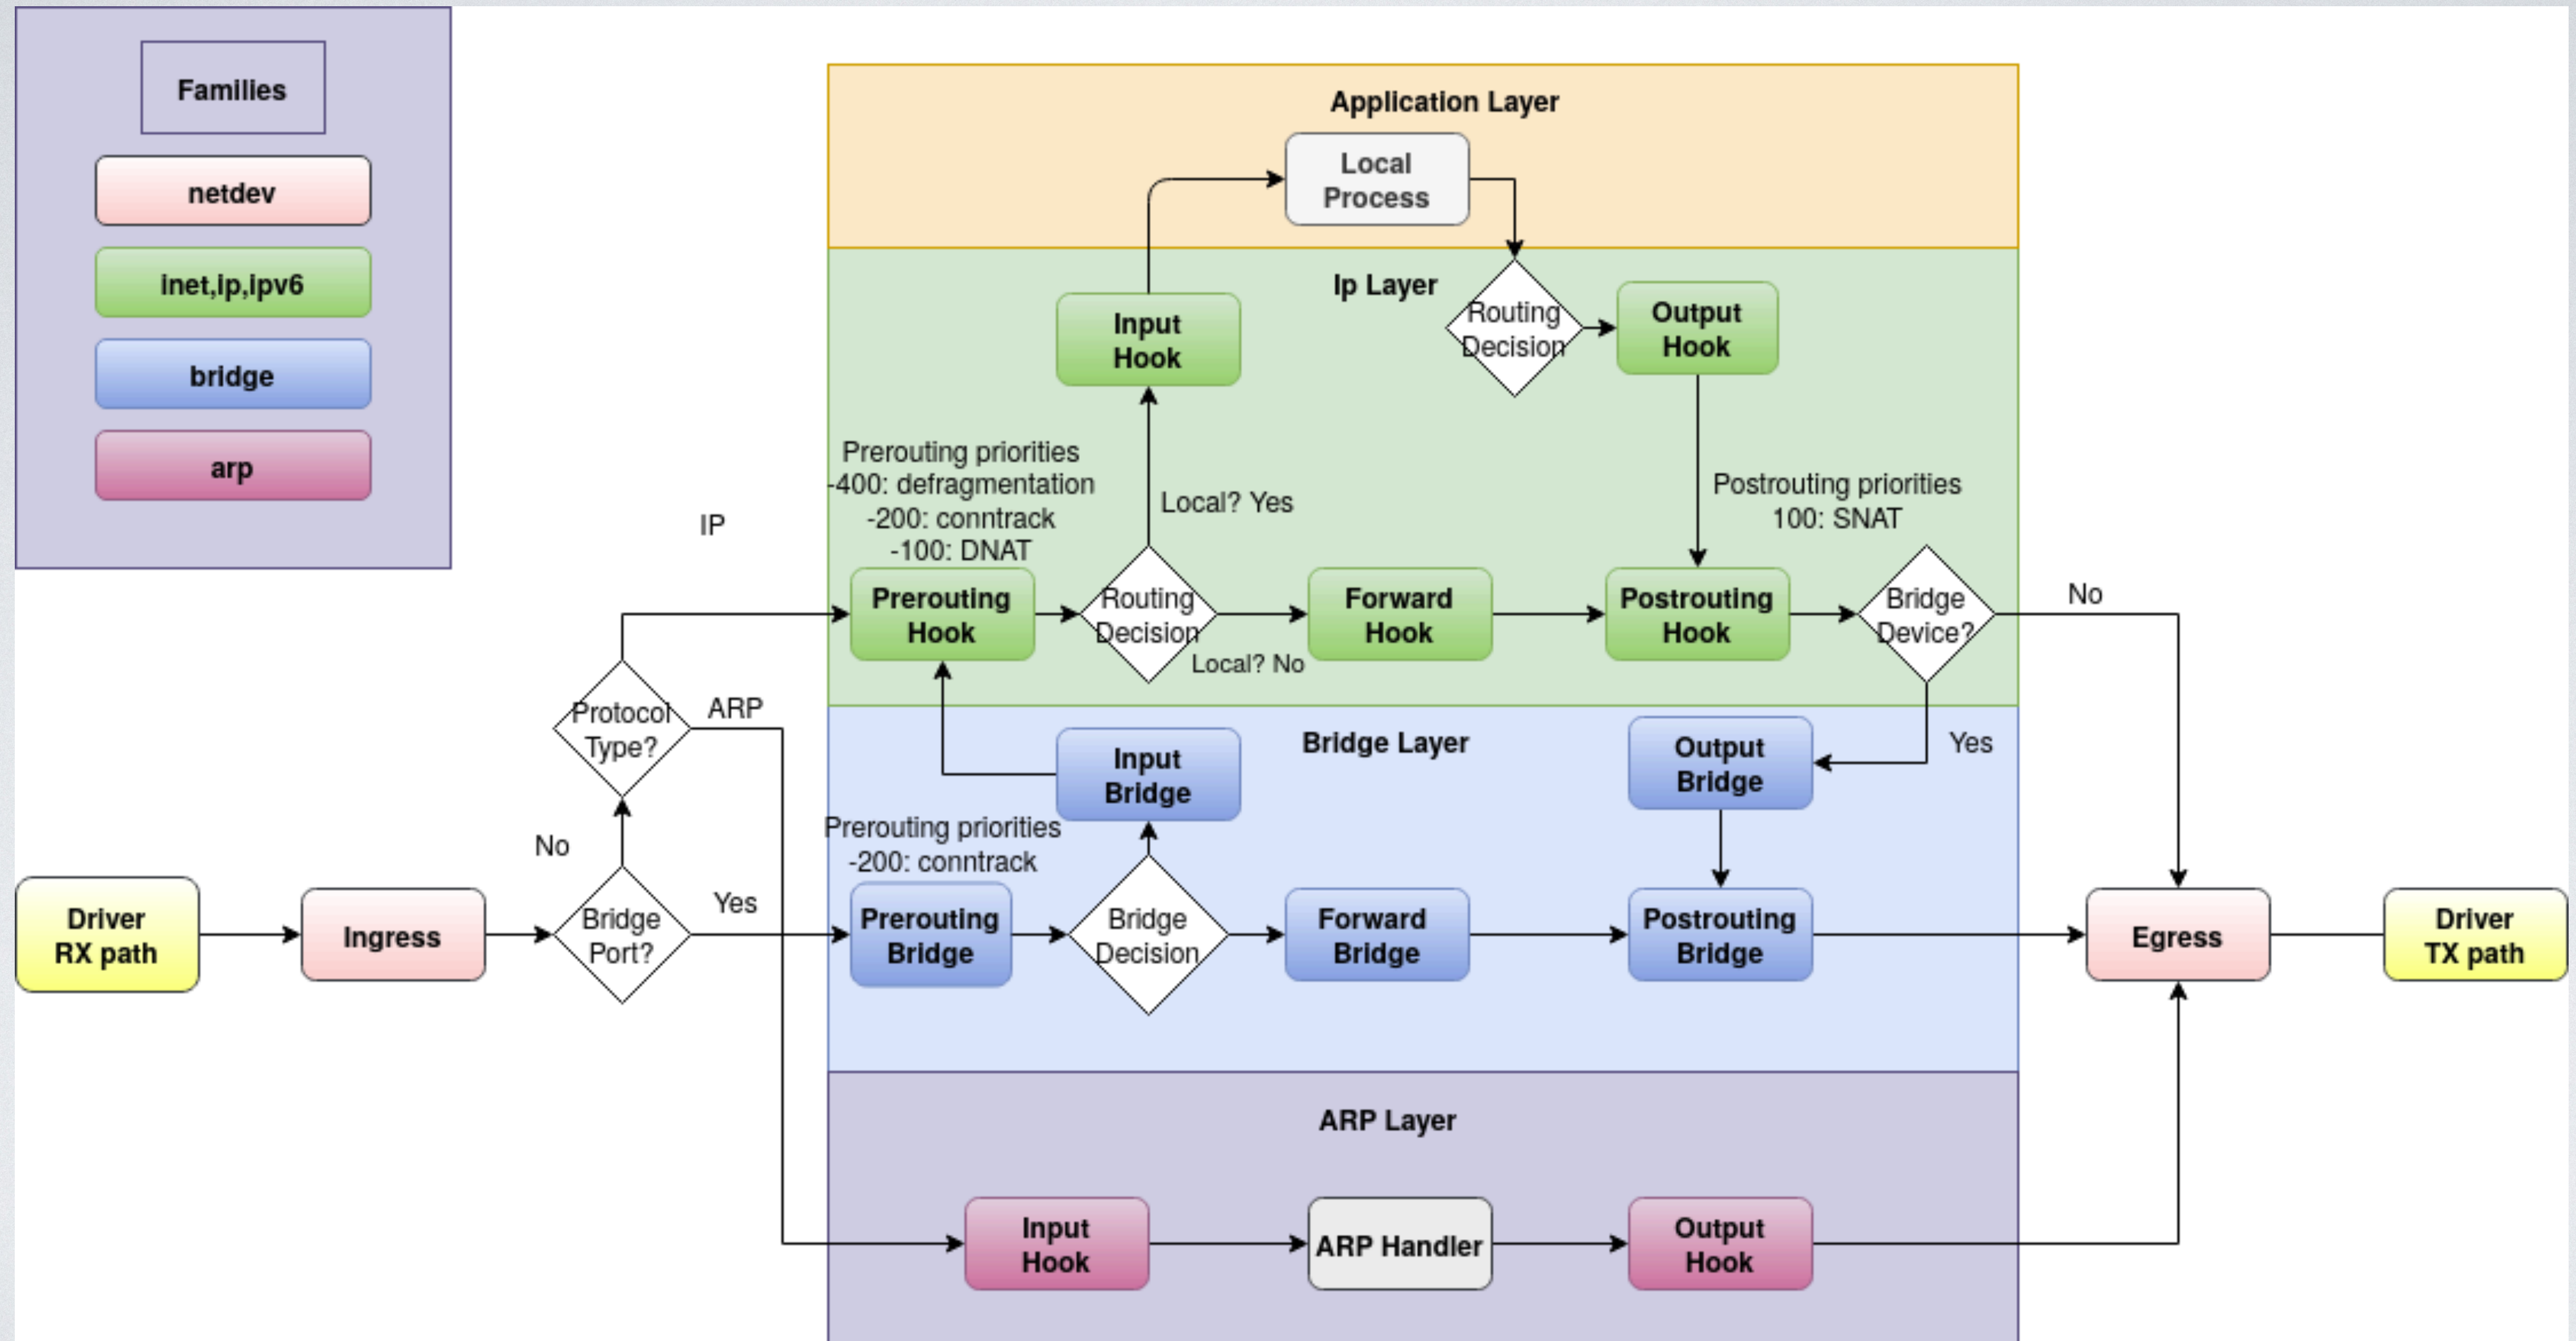 Families
netdev
inet,ip,ipv6
bridge
arp
Application Layer
Local
Process
Ip Layer
Input
Hook
Routing
Decision
Output
Hook
Prerouting priorities
-400: defragmentation
-200: conntrack
-100: DNAT
Local? Yes
Postrouting priorities
100: SNAT
IP
Prerouting
Hook
Routing
Decision
Local? No
Forward
Hook
Postrouting
Hook
Bridge
Device?
No
Protocol
Type?
ARP
Input
Bridge
Bridge Layer
Output
Bridge
Yes
Prerouting priorities
-200: conntrack
No
Driver
RX path
Ingress
Bridge
Port?
Yes
Prerouting
Bridge
Bridge
Decision
Forward
Bridge
Postrouting
Bridge
Egress
Driver
TX path
ARP Layer
Input
Hook
ARP Handler
Output
Hook